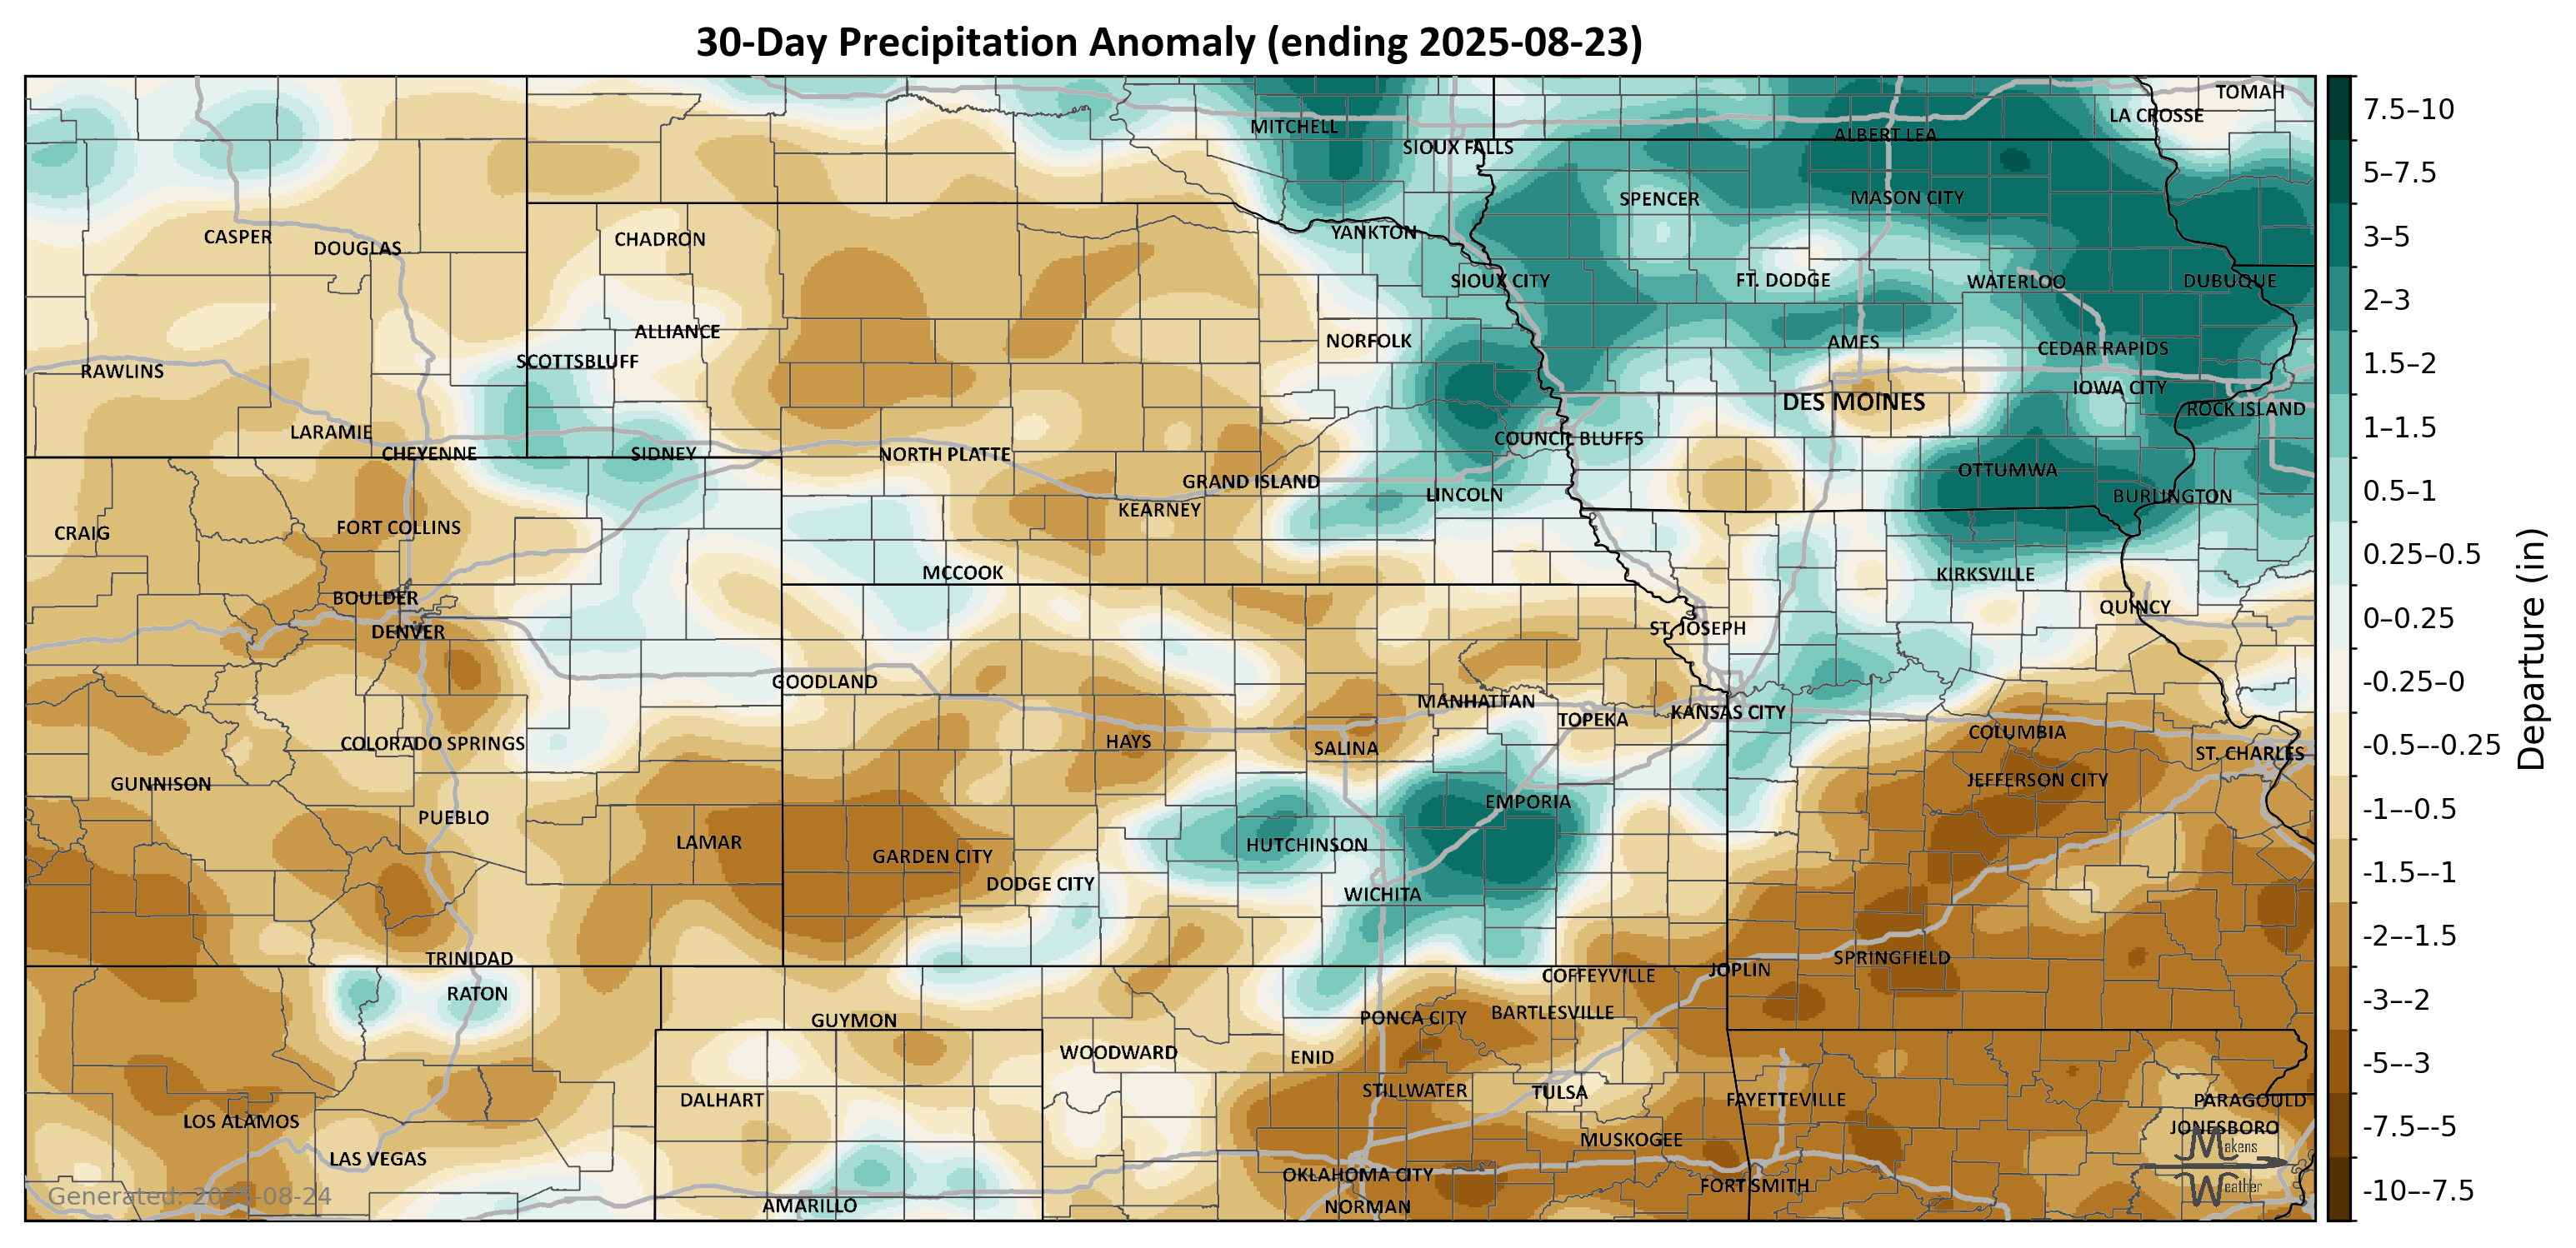 30-Day Precipitation Anomaly (ending 2025-08-23)
TOMAH
LA CROSSE
MITCHELL
ALBERT LEA
SIOUX FALLS
SPENCER
MASON CITY
YANKTON
CASPER
DOUGLAS
CHADRON
SIOUX CITY
FT. DODGE
WATERLOO
DUBUQUE
ALLIANCE
NORFOLK
AMES
CEDAR RAPIDS
SCOTTSBLUFF
RAWLINS
IOWA CITY
DES MOINES
ROCK ISLAND
LARAMIE
COUNCIL BLUFFS
CHEYENNE
SIDNEY
NORTH PLATTE
OTTUMWA
GRAND ISLAND
LINCOLN
BURLINGTON
KEARNEY
CRAIG
FORT COLLINS
MCCOOK
KIRKSVILLE
BOULDER
QUINCY
DENVER
ST. JOSEPH
GOODLAND
MANHATTAN
KANSAS CITY
TOPEKA
COLUMBIA
COLORADO SPRINGS
HAYS
SALINA
ST. CHARLES
GUNNISON
JEFFERSON CITY
EMPORIA
PUEBLO
LAMAR
HUTCHINSON
GARDEN CITY
DODGE CITY
WICHITA
TRINIDAD
SPRINGFIELD
JOPLIN
COFFEYVILLE
RATON
BARTLESVILLE
GUYMON
PONCA CITY
WOODWARD
ENID
STILLWATER
TULSA
DALHART
FAYETTEVILLE
PARAGOULD
LOS ALAMOS
JONESBORO
MUSKOGEE
Makens
LAS VEGAS
OKLAHOMA CITY
FORT SMITH
Weather
Generated: 2025-08-24
AMARILLO
NORMAN
7.5–10
5–7.5
3–5
2–3
1.5–2
1–1.5
0.5–1
0.25–0.5
0–0.25
-0.25–0
-0.5–-0.25
-1–-0.5
-1.5–-1
-2–-1.5
-3–-2
-5–-3
-7.5–-5
-10–-7.5
Departure (in)